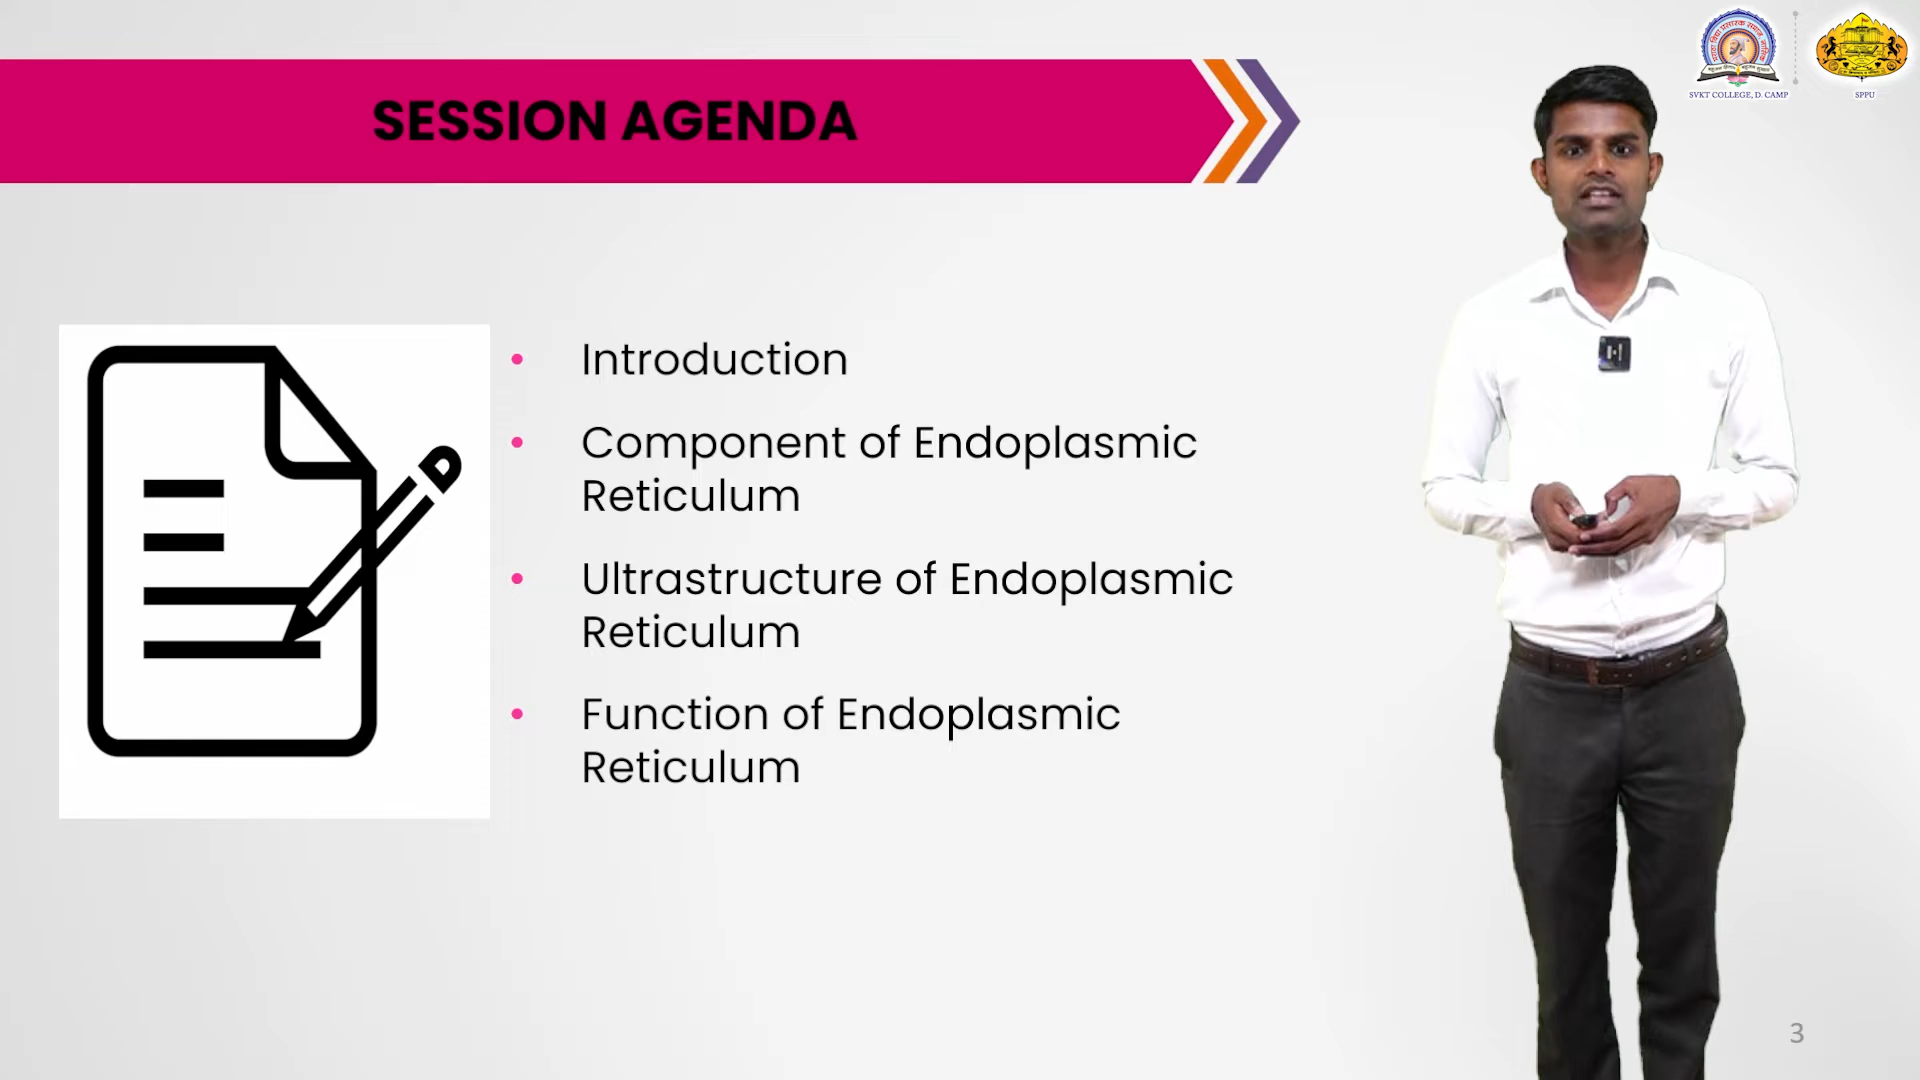 SVKT COLLEGE, D. CAMP
SPPU
SESSION AGENDA
• Introduction
• Component of Endoplasmic
Reticulum
• Ultrastructure of Endoplasmic
Reticulum
• Function of Endoplasmic
Reticulum
3